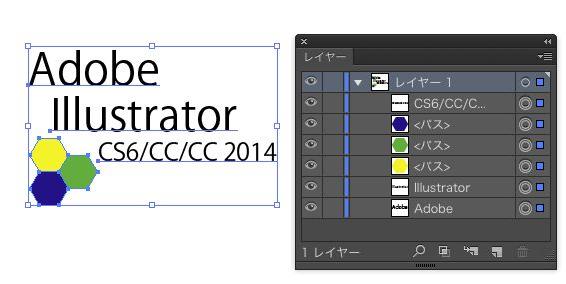 Adobe
Illustrator
CS6/CC/CC 2014
レイヤー
レイヤー 1
CS6/CC/C...
<パス>
<パス>
<パス>
Illustrator
Adobe
1 レイヤー